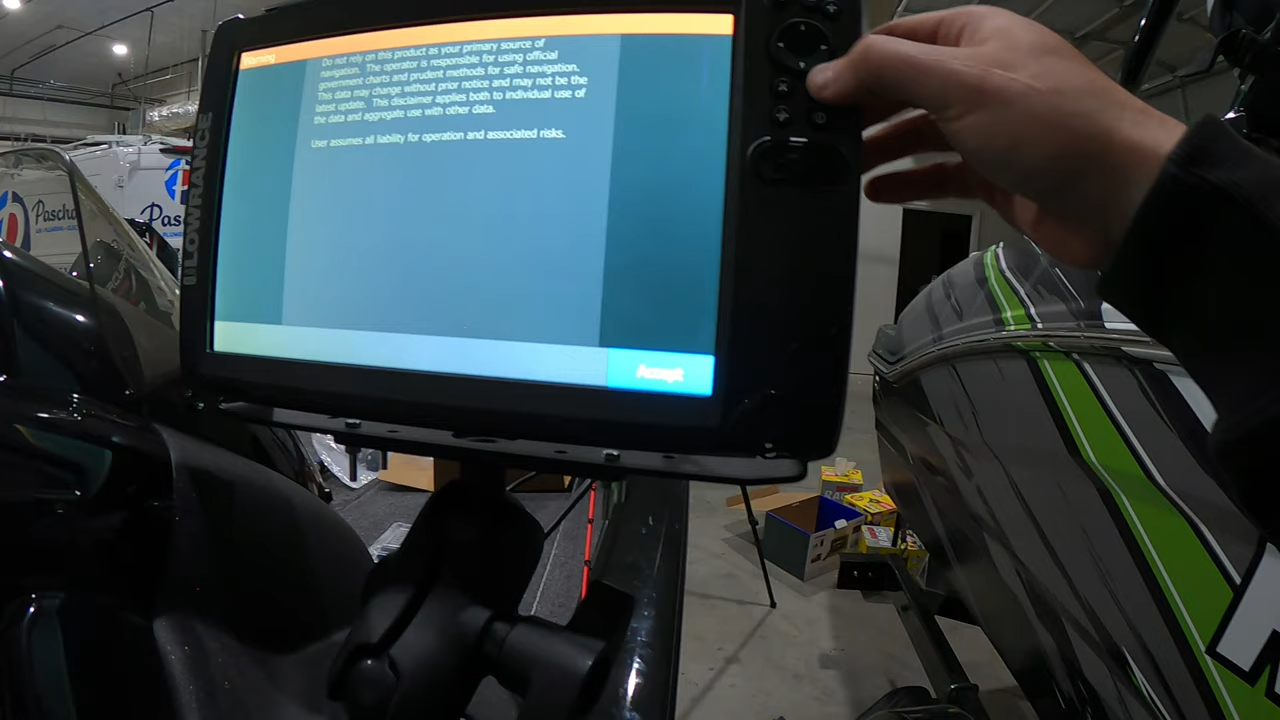 Warning
Do not rely on this product as your primary source of
navigation. The operator is responsible for using official
government charts and prudent methods for safe navigation.
This data may change without prior notice and may not be the
latest update. This disclaimer applies both to individual use of
the data and aggregate use with other data.
User assumes all liability for operation and associated risks.
Accept
LOWRANCE
Pascha
Pas